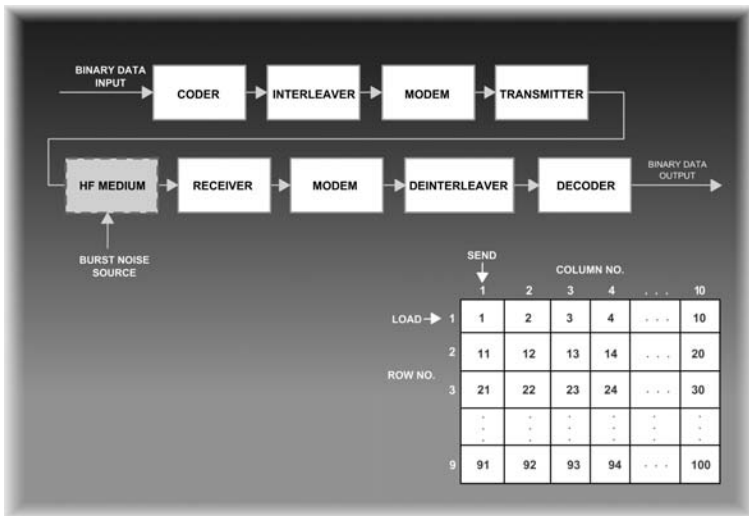 BINARY DATA
INPUT
CODER
INTERLEAVER
MODEM
TRANSMITTER
HF MEDIUM
RECEIVER
MODEM
DEINTERLEAVER
DECODER
BINARY DATA
OUTPUT
BURST NOISE
SOURCE
SEND
COLUMN NO.
1 2 3 4 . . . 10
LOAD 1 1 2 3 4 . . . 10
2 11 12 13 14 . . . 20
ROW NO.
3 21 22 23 24 . . . 30
. . . . . . .
9 91 92 93 94 . . . 100